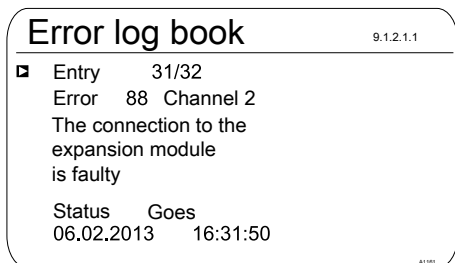 Error log book 9.1.2.1.1
Entry 31/32
Error 88 Channel 2
The connection to the
expansion module
is faulty
Status Goes
06.02.2013 16:31:50